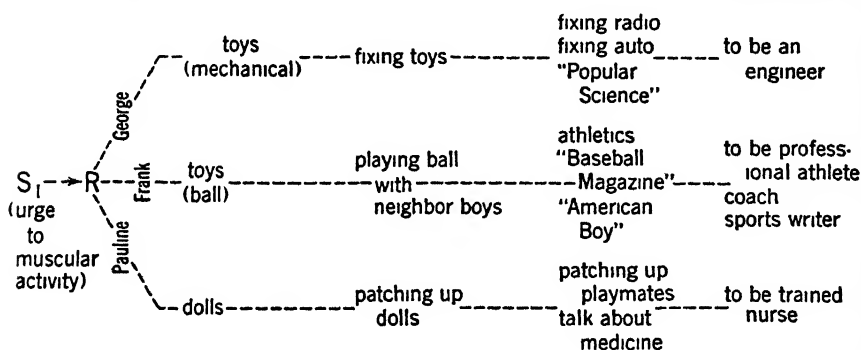 George
toys
(mechanical)
fixing toys
fixing radio
fixing auto
"Popular
Science"
to be an
engineer
S₁
R
(urge
to
muscular
activity)
Frank
toys
(ball)
playing ball
with
neighbor boys
athletics
"Baseball
Magazine"
"American
Boy"
to be profess-
ional athlete
coach
sports writer
Pauline
dolls
patching up
dolls
patching up
playmates
talk about
medicine
to be trained
nurse